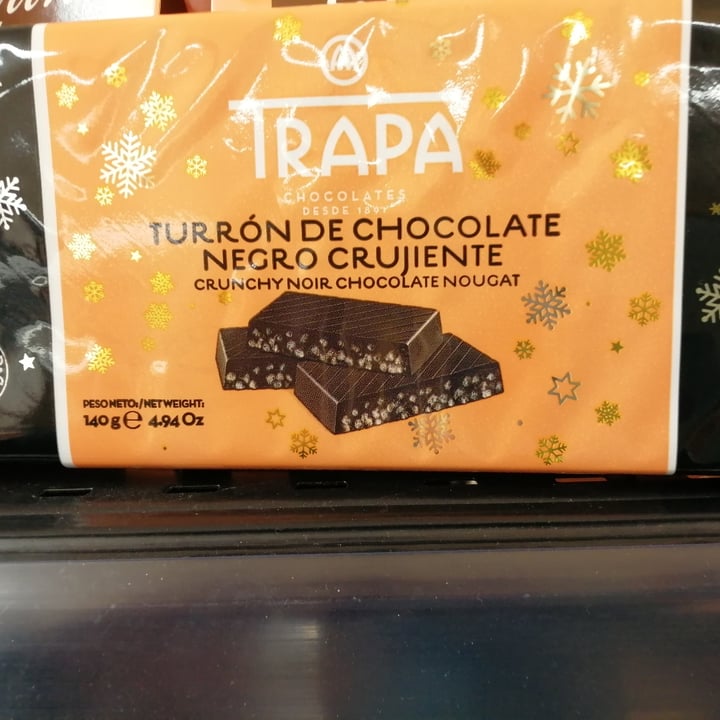 TRAPA
CHOCOLATES
DESDE 1891
TURRÓN DE CHOCOLATE
NEGRO CRUJIENTE
CRUNCHY NOIR CHOCOLATE NOUGAT
PESO NETO:/NET WEIGHT:
140 g ℮ 4.94 Oz